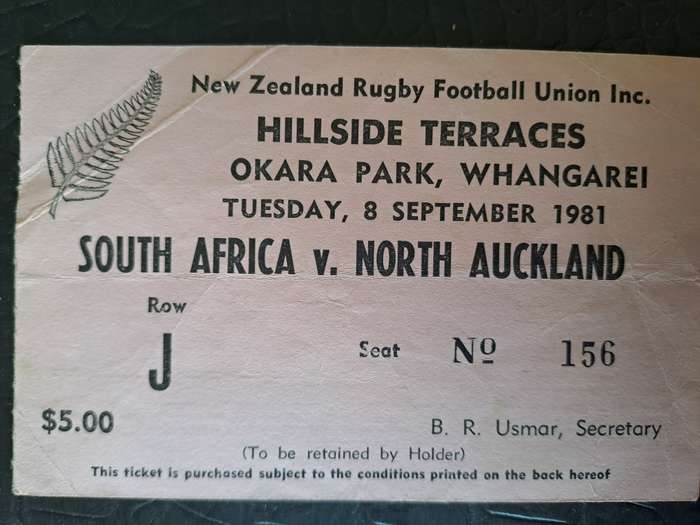 New Zealand Rugby Football Union Inc.
HILLSIDE TERRACES
OKARA PARK, WHANGAREI
TUESDAY, 8 SEPTEMBER 1981
SOUTH AFRICA v. NORTH AUCKLAND
Row
J
Seat Nº 156
$5.00
B. R. Usmar, Secretary
(To be retained by Holder)
This ticket is purchased subject to the conditions printed on the back hereof